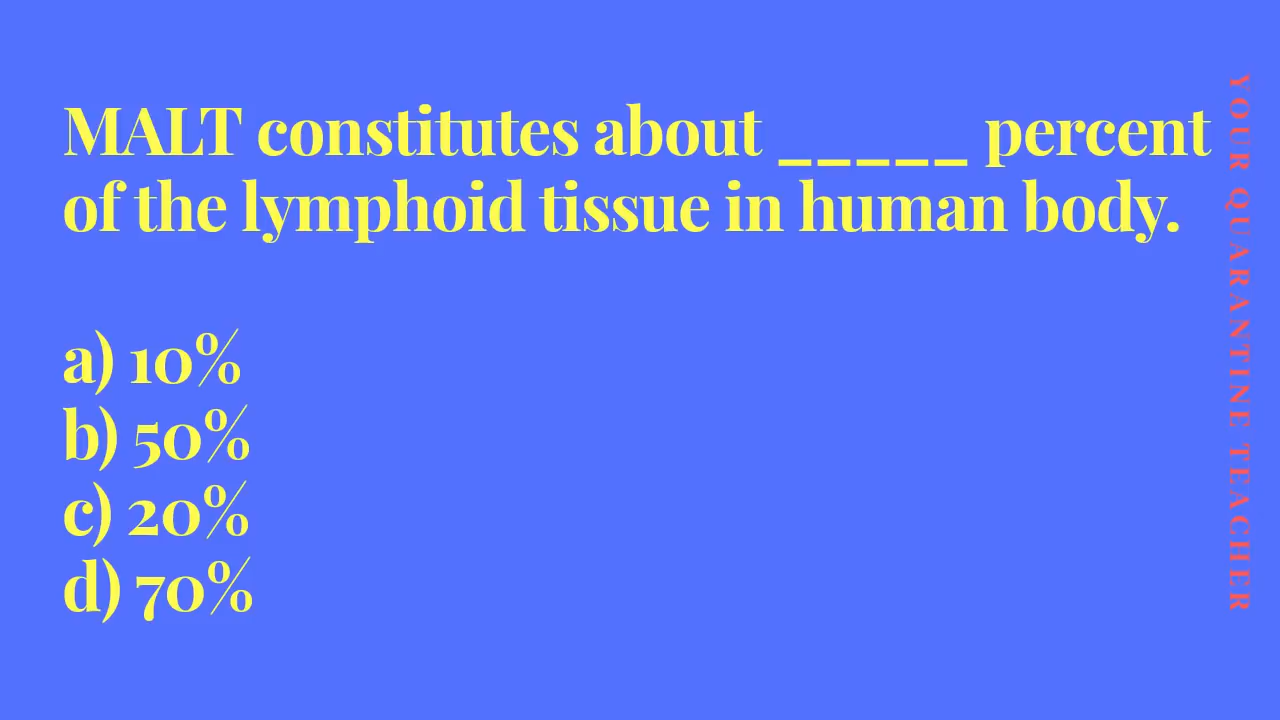 MALT constitutes about _____ percent
of the lymphoid tissue in human body.
a) 10%
b) 50%
c) 20%
d) 70%
YOUR QUARANTINE TEACHER